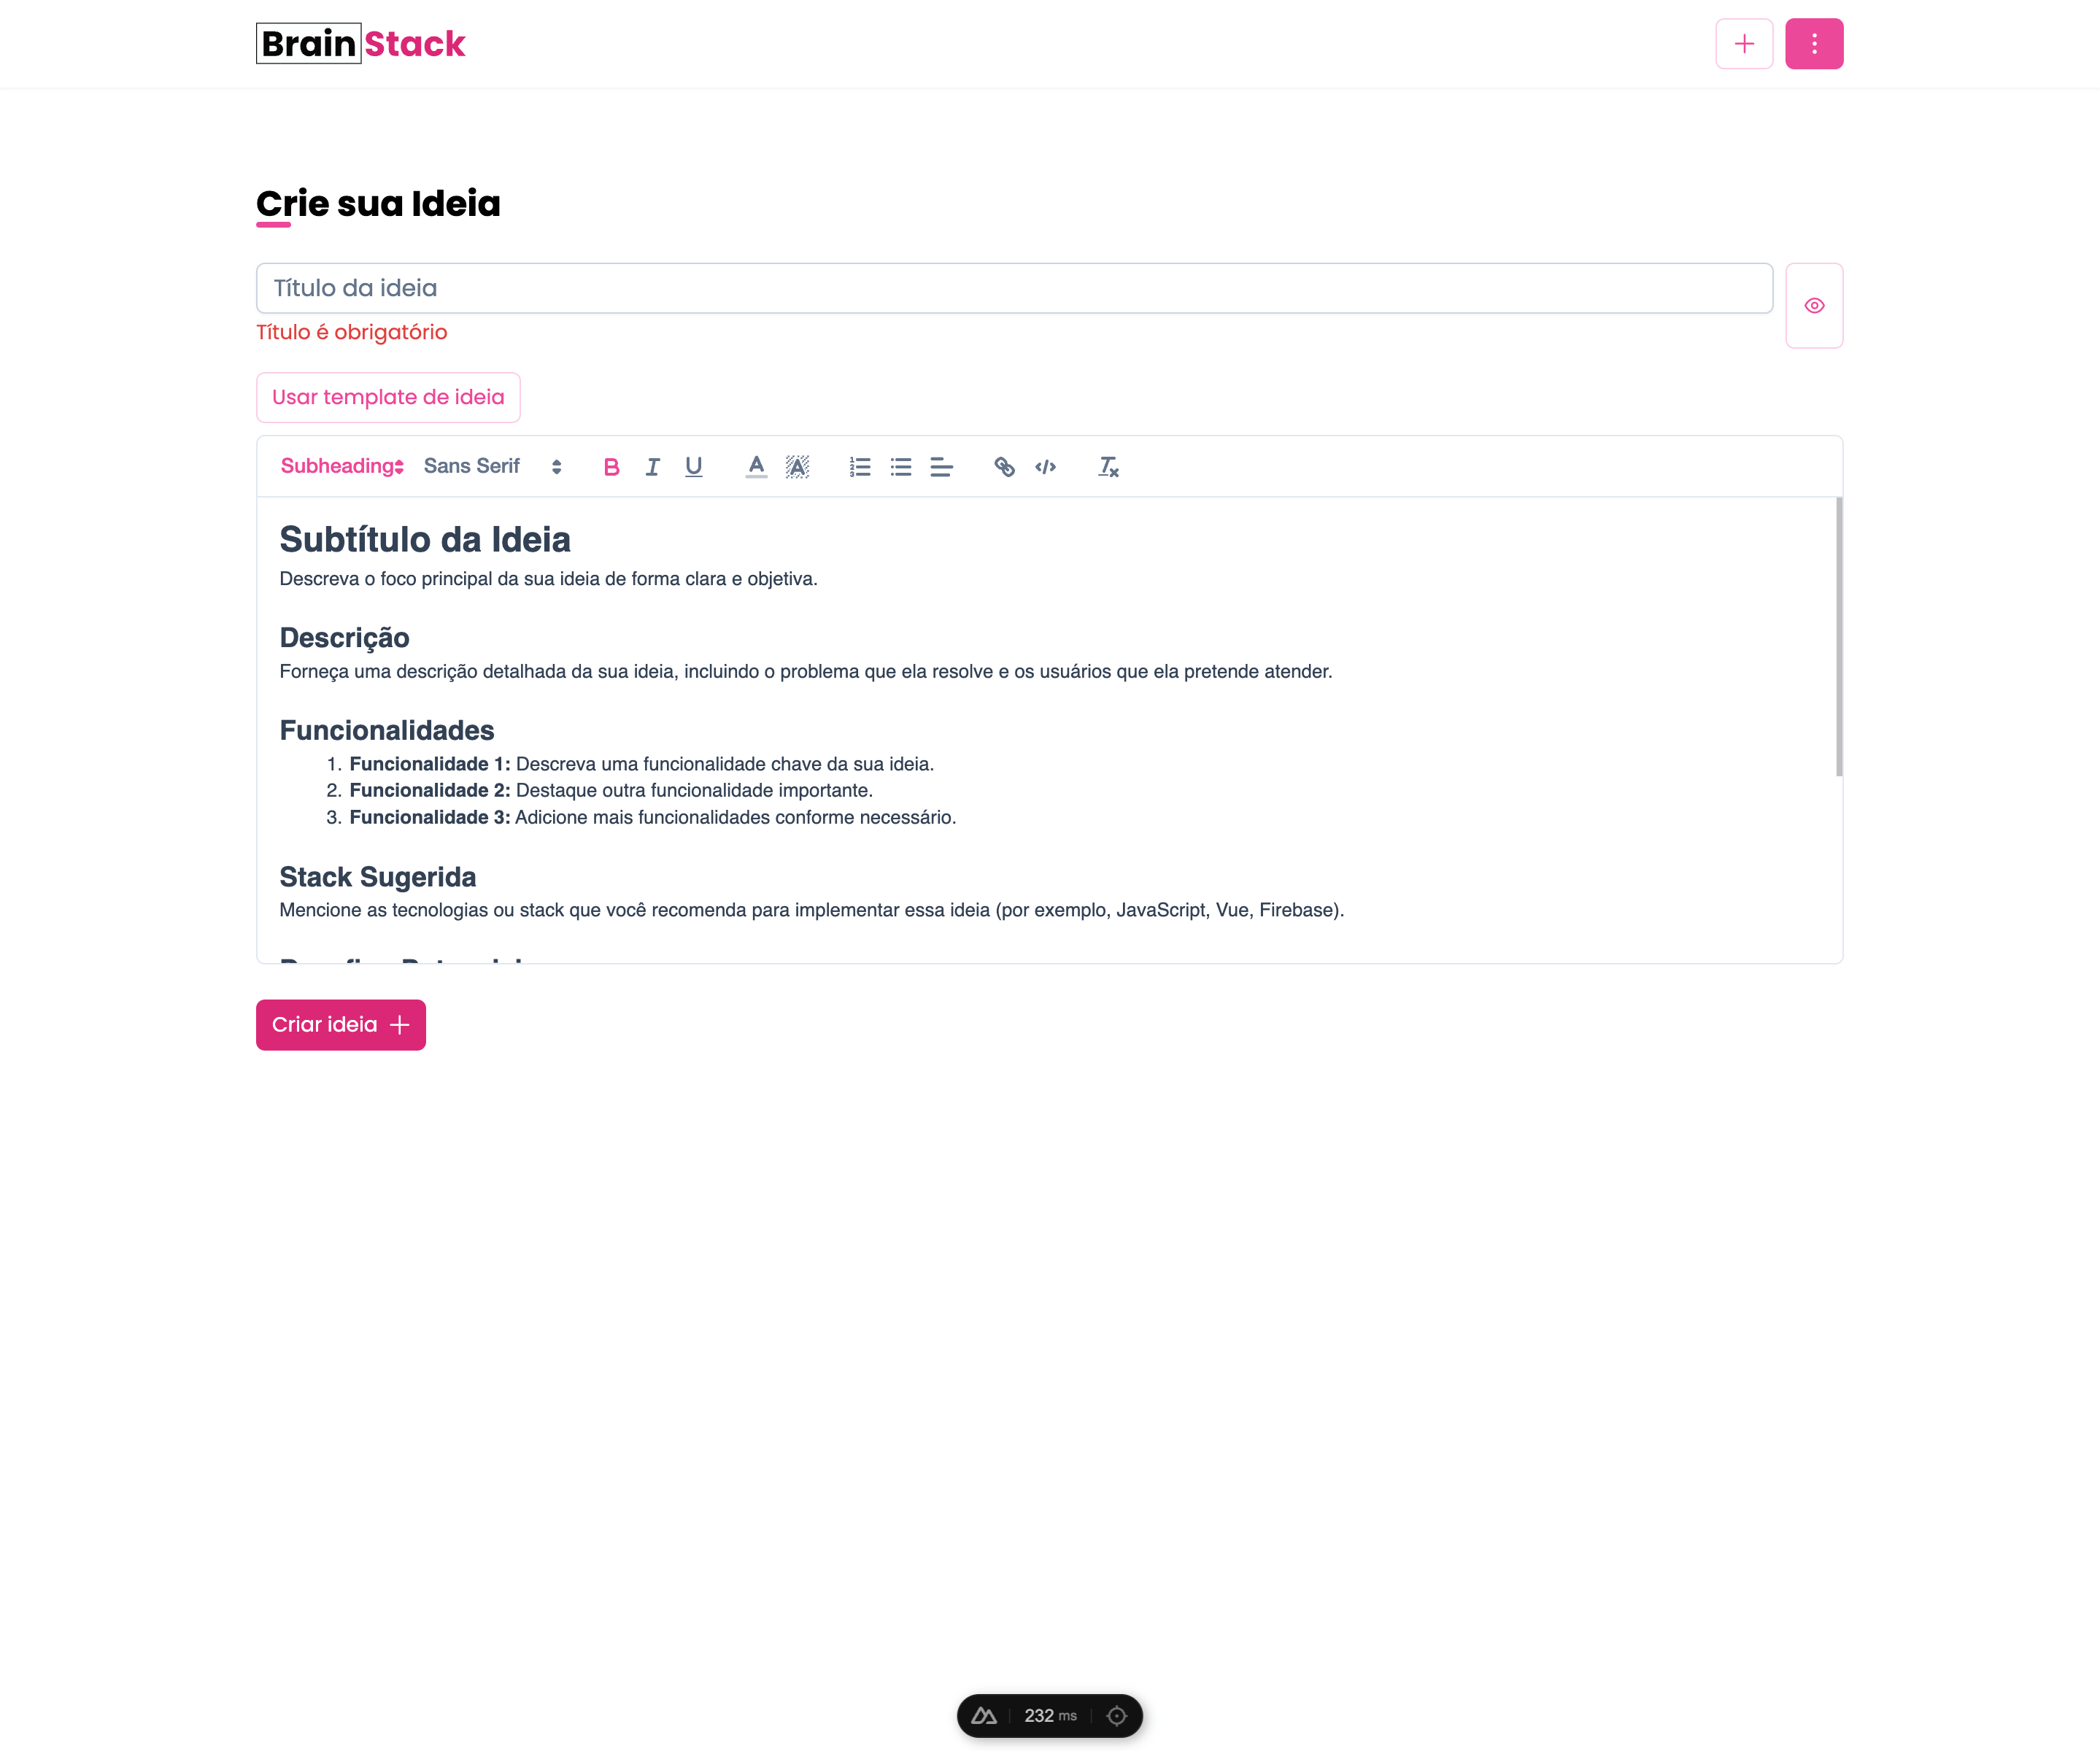 BrainStack
Crie sua Ideia
Título da ideia
Título é obrigatório
Usar template de ideia
Subheading Sans Serif
Subtítulo da Ideia
Descreva o foco principal da sua ideia de forma clara e objetiva.
Descrição
Forneça uma descrição detalhada da sua ideia, incluindo o problema que ela resolve e os usuários que ela pretende atender.
Funcionalidades
1. Funcionalidade 1: Descreva uma funcionalidade chave da sua ideia.
2. Funcionalidade 2: Destaque outra funcionalidade importante.
3. Funcionalidade 3: Adicione mais funcionalidades conforme necessário.
Stack Sugerida
Mencione as tecnologias ou stack que você recomenda para implementar essa ideia (por exemplo, JavaScript, Vue, Firebase).
Criar ideia
232 ms